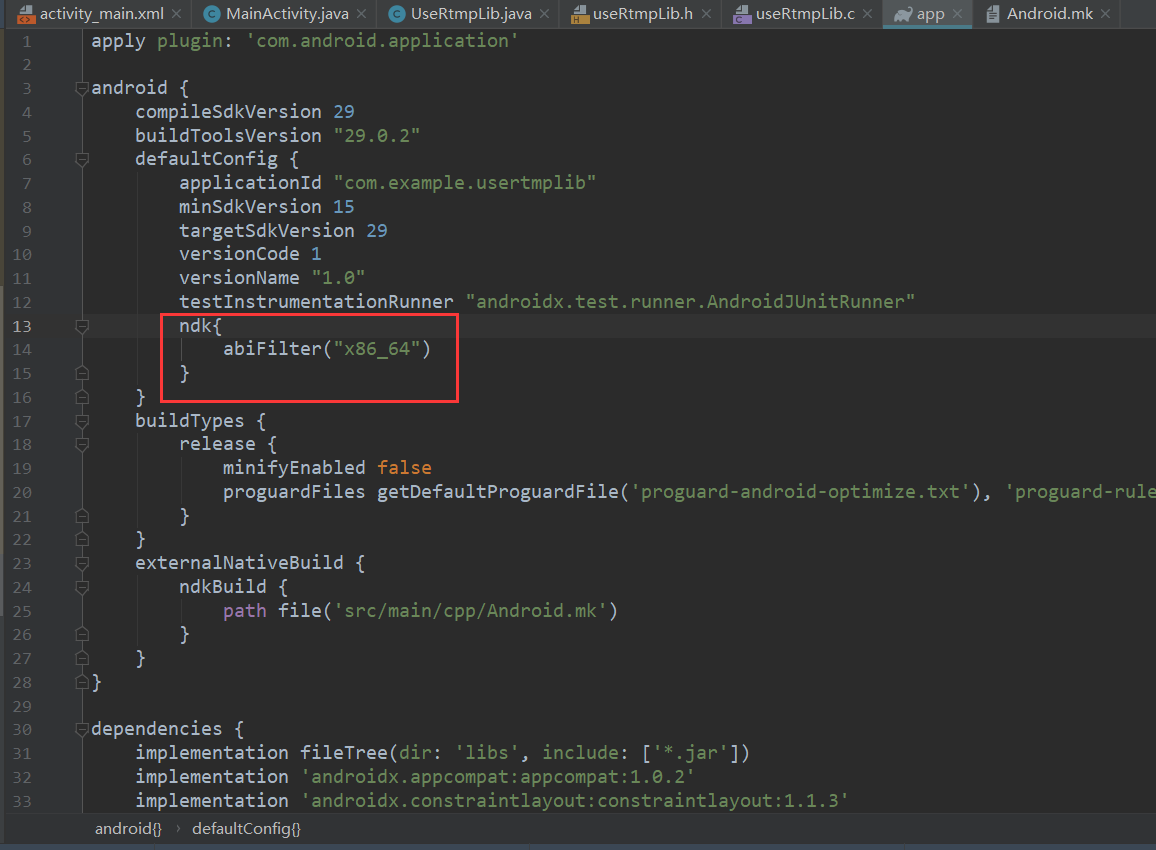 activity_main.xml MainActivity.java UseRtmpLib.java useRtmpLib.h useRtmpLib.c app Android.mk
1 apply plugin: 'com.android.application'
2
3 android {
4 compileSdkVersion 29
5 buildToolsVersion "29.0.2"
6 defaultConfig {
7 applicationId "com.example.usertmplib"
8 minSdkVersion 15
9 targetSdkVersion 29
10 versionCode 1
11 versionName "1.0"
12 testInstrumentationRunner "androidx.test.runner.AndroidJUnitRunner"
13 ndk{
14 abiFilter("x86_64")
15 }
16 }
17 buildTypes {
18 release {
19 minifyEnabled false
20 proguardFiles getDefaultProguardFile('proguard-android-optimize.txt'), 'proguard-rule
21 }
22 }
23 externalNativeBuild {
24 ndkBuild {
25 path file('src/main/cpp/Android.mk')
26 }
27 }
28 }
29
30 dependencies {
31 implementation fileTree(dir: 'libs', include: ['*.jar'])
32 implementation 'androidx.appcompat:appcompat:1.0.2'
33 implementation 'androidx.constraintlayout:constraintlayout:1.1.3'
android{} › defaultConfig{}